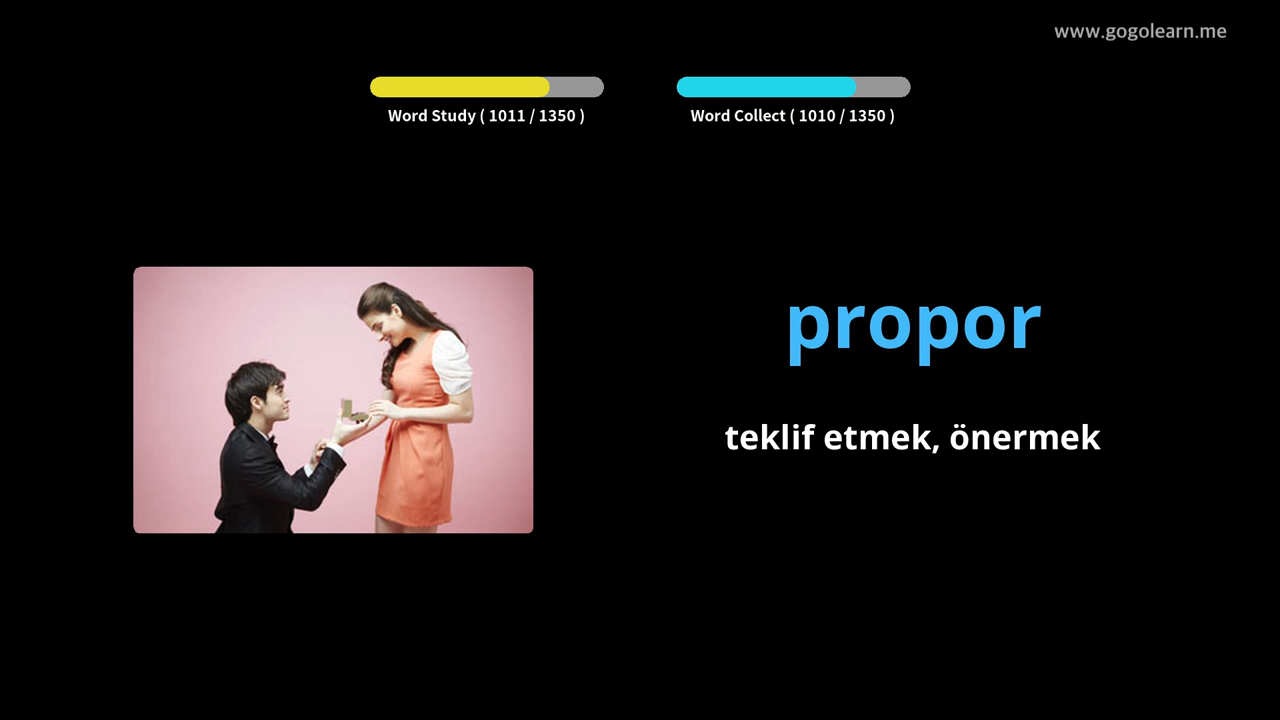 www.gogolearn.me
Word Study ( 1011 / 1350 )
Word Collect ( 1010 / 1350 )
propor
teklif etmek, önermek